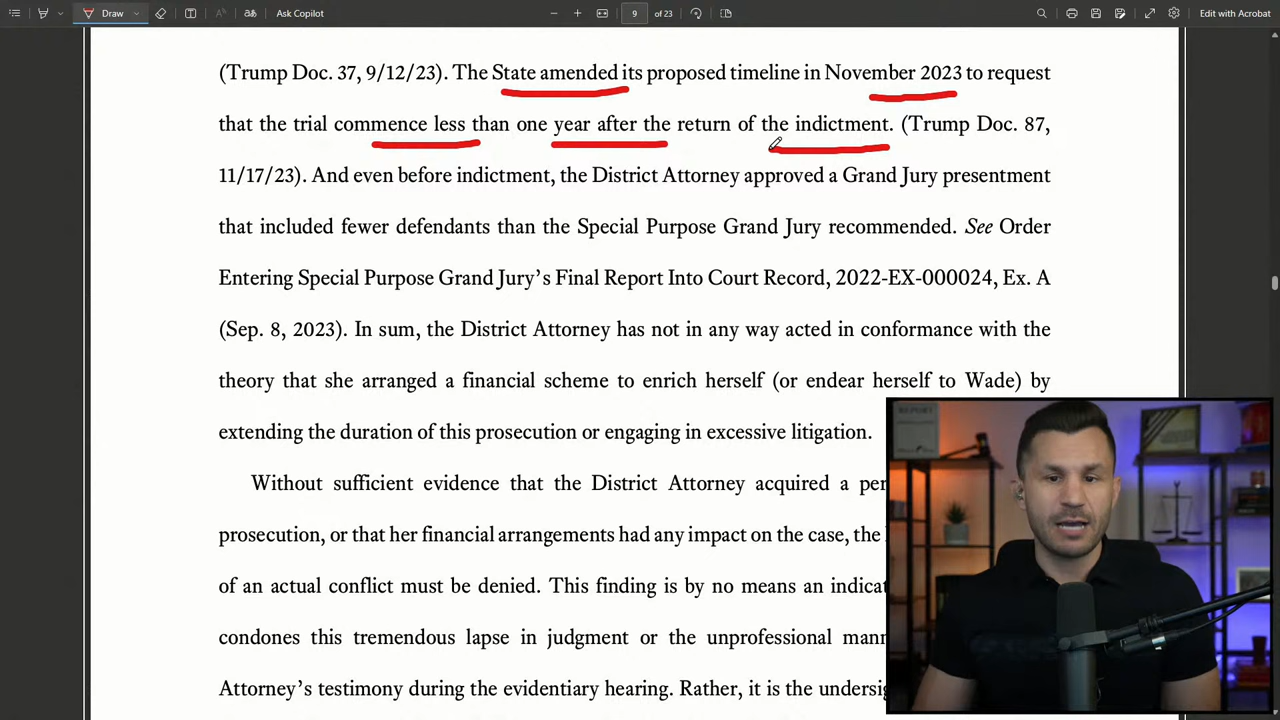 Draw
Ask Copilot
9
of 23
Edit with Acrobat
(Trump Doc. 37, 9/12/23). The State amended its proposed timeline in November 2023 to request
that the trial commence less than one year after the return of the indictment. (Trump Doc. 87,
11/17/23). And even before indictment, the District Attorney approved a Grand Jury presentment
that included fewer defendants than the Special Purpose Grand Jury recommended. See Order
Entering Special Purpose Grand Jury’s Final Report Into Court Record, 2022-EX-000024, Ex. A
(Sep. 8, 2023). In sum, the District Attorney has not in any way acted in conformance with the
theory that she arranged a financial scheme to enrich herself (or endear herself to Wade) by
extending the duration of this prosecution or engaging in excessive litigation.
Without sufficient evidence that the District Attorney acquired a per
prosecution, or that her financial arrangements had any impact on the case, the
of an actual conflict must be denied. This finding is by no means an indica
condones this tremendous lapse in judgment or the unprofessional mann
Attorney’s testimony during the evidentiary hearing. Rather, it is the undersig